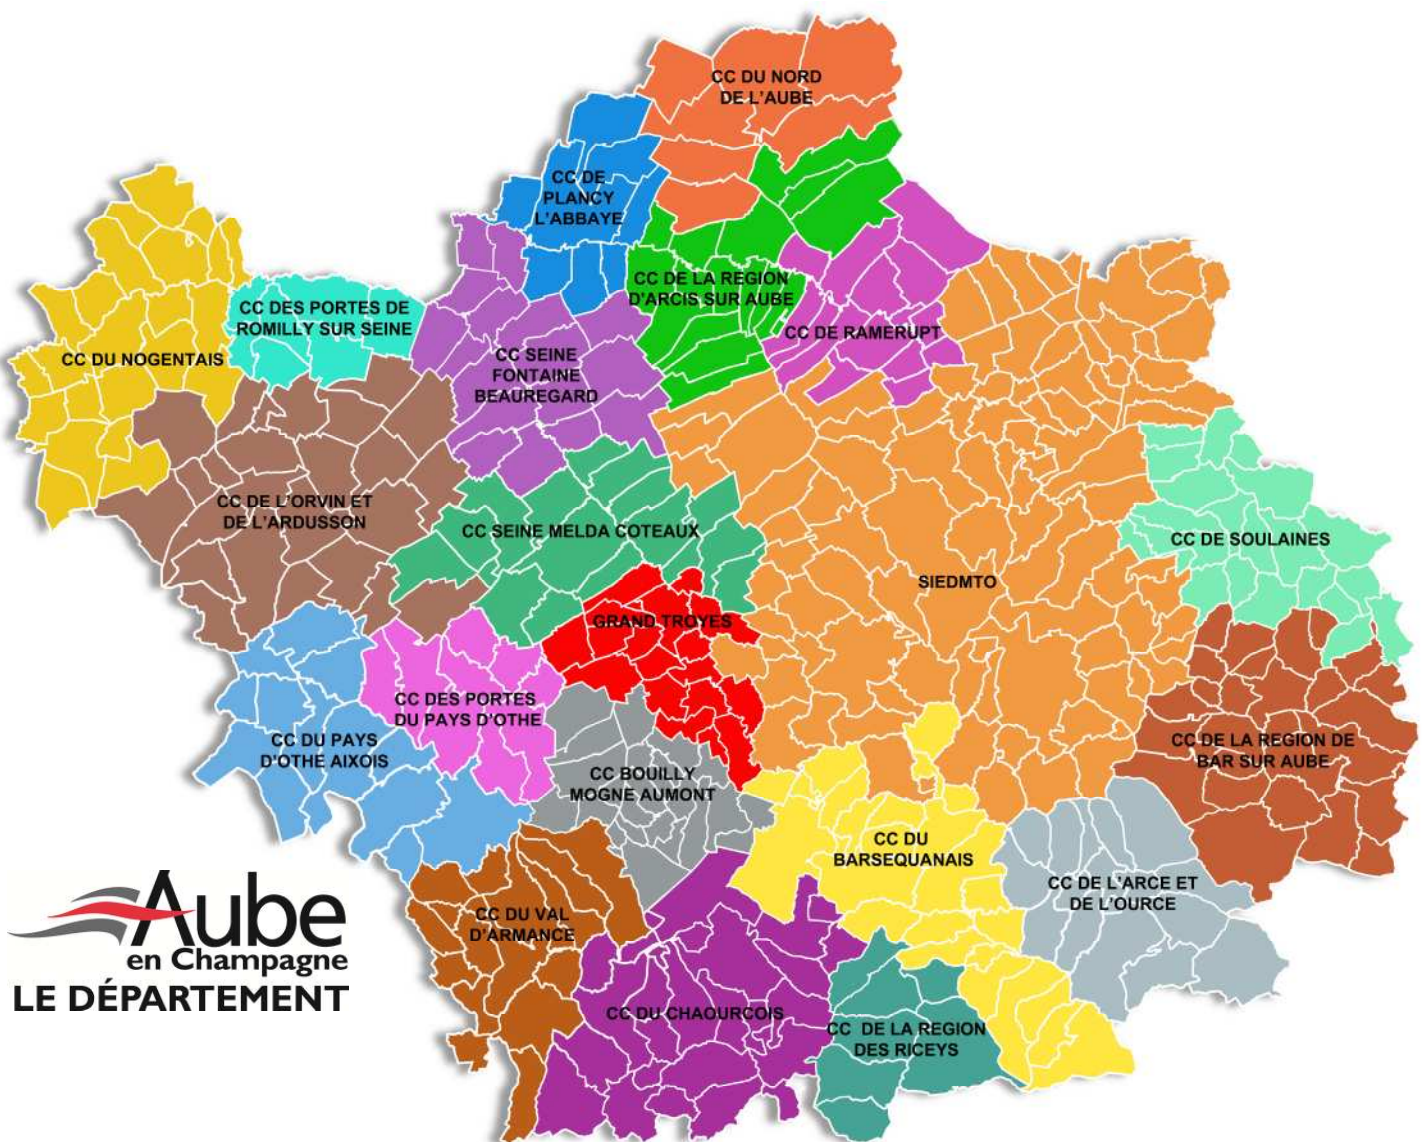 CC DU NORD
DE L'AUBE
CC DE
PLANCY
L'ABBAYE
CC DE LA REGION
D'ARCIS SUR AUBE
CC DES PORTES DE
ROMILLY SUR SEINE
CC DE RAMERUPT
CC DU NOGENTAIS
CC SEINE
FONTAINE
BEAUREGARD
CC DE L'ORVIN ET
DE L'ARDUSSON
CC SEINE MELDA COTEAUX
CC DE SOULAINES
SIEDMTO
GRAND TROYES
CC DES PORTES
DU PAYS D'OTHE
CC DU PAYS
D'OTHE AIXOIS
CC DE LA REGION DE
BAR SUR AUBE
CC BOUILLY
MOGNE AUMONT
CC DU
BARSEQUANAIS
CC DE L'ARCE ET
DE L'OURCE
CC DU VAL
D'ARMANCE
CC DU CHAOURCOIS
CC DE LA REGION
DES RICEYS
Aube
en Champagne
LE DÉPARTEMENT